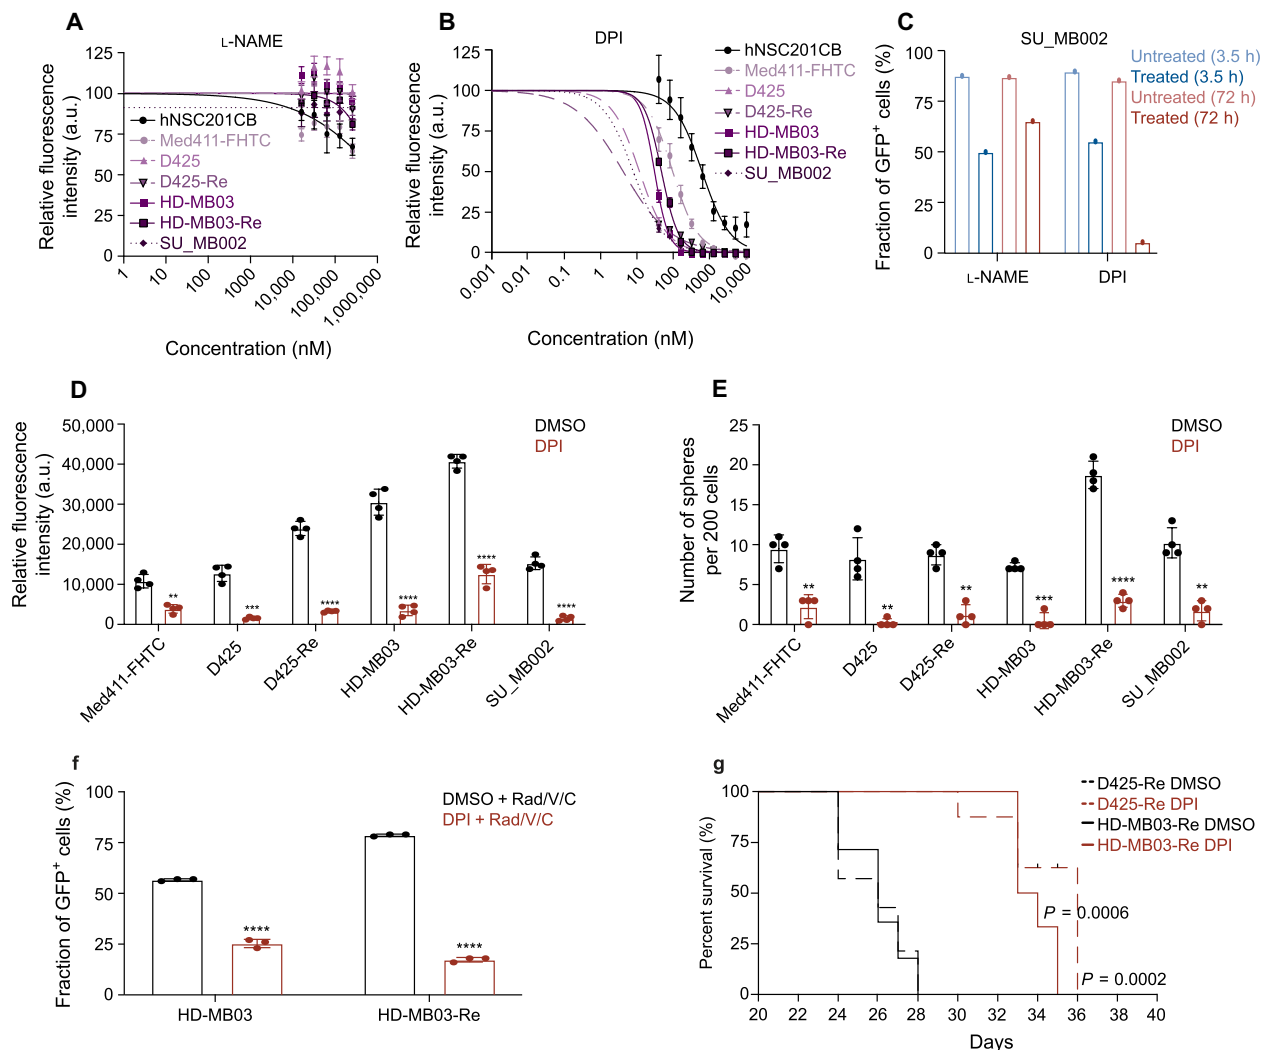 A
L-NAME
Relative fluorescence
intensity (a.u.)
125
100
75
50
25
0
hNSC201CB
Med411-FHTC
D425
D425-Re
HD-MB03
HD-MB03-Re
SU_MB002
1
10
100
1000
10,000
100,000
1,000,000
Concentration (nM)
B
DPI
Relative fluorescence
intensity (a.u.)
125
100
75
50
25
0
hNSC201CB
Med411-FHTC
D425
D425-Re
HD-MB03
HD-MB03-Re
SU_MB002
0.001
0.01
0.1
1
10
100
1000
10,000
Concentration (nM)
C
SU_MB002
Fraction of GFP+ cells (%)
100
75
50
25
0
Untreated (3.5 h)
Treated (3.5 h)
Untreated (72 h)
Treated (72 h)
L-NAME
DPI
D
Relative fluorescence
intensity (a.u.)
50,000
40,000
30,000
20,000
10,000
0
DMSO
DPI
**
***
****
****
****
****
Med411-FHTC
D425
D425-Re
HD-MB03
HD-MB03-Re
SU_MB002
E
Number of spheres
per 200 cells
25
20
15
10
5
0
DMSO
DPI
**
**
**
***
****
**
Med411-FHTC
D425
D425-Re
HD-MB03
HD-MB03-Re
SU_MB002
f
Fraction of GFP+ cells (%)
100
75
50
25
0
DMSO + Rad/V/C
DPI + Rad/V/C
****
****
HD-MB03
HD-MB03-Re
g
Percent survival (%)
100
75
50
25
0
D425-Re DMSO
D425-Re DPI
HD-MB03-Re DMSO
HD-MB03-Re DPI
P = 0.0006
P = 0.0002
20
22
24
26
28
30
32
34
36
38
40
Days